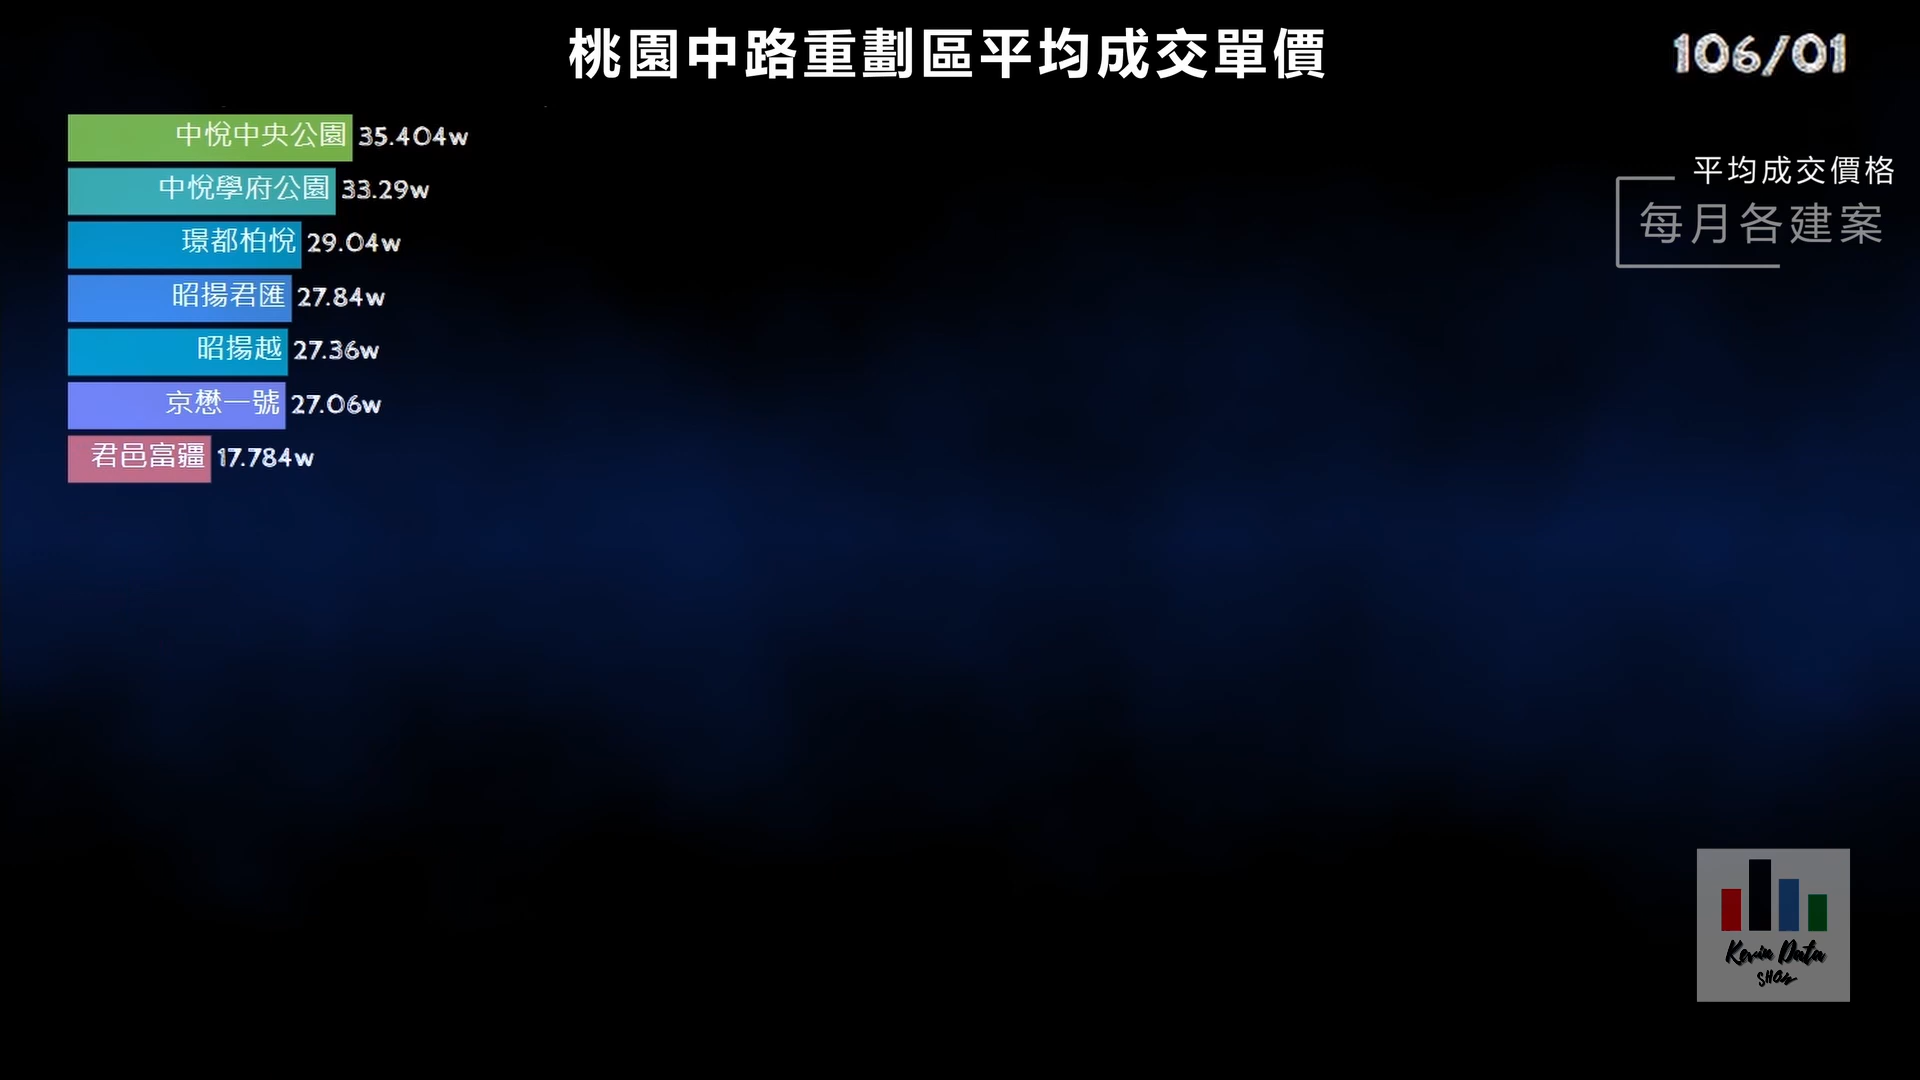 桃園中路重劃區平均成交單價
106/01
中悅中央公園 35.404w
中悅學府公園 33.29w
璟都柏悅 29.04w
昭揚君匯 27.84w
昭揚越 27.36w
京懋一號 27.06w
君邑富疆 17.784w
平均成交價格
每月各建案
Kevin Data
SHOW